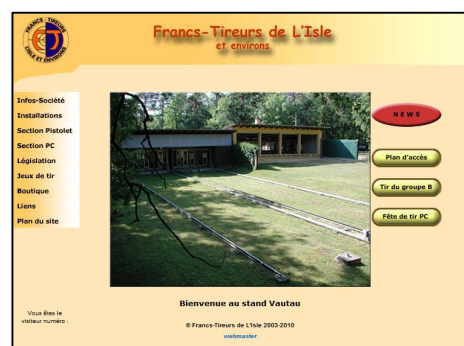 FRANCS - TIREURS
L'ISLE ET ENVIRONS
Francs-Tireurs de L'Isle
et environs
Infos-Société
Installations
Section Pistolet
Section PC
Législation
Jeux de tir
Boutique
Liens
Plan du site
NEWS
Plan d'accès
Tir du groupe B
Fête de tir PC
Bienvenue au stand Vautau
Vous êtes le
visiteur numéro :
© Francs-Tireurs de L'Isle 2003-2010
webmaster